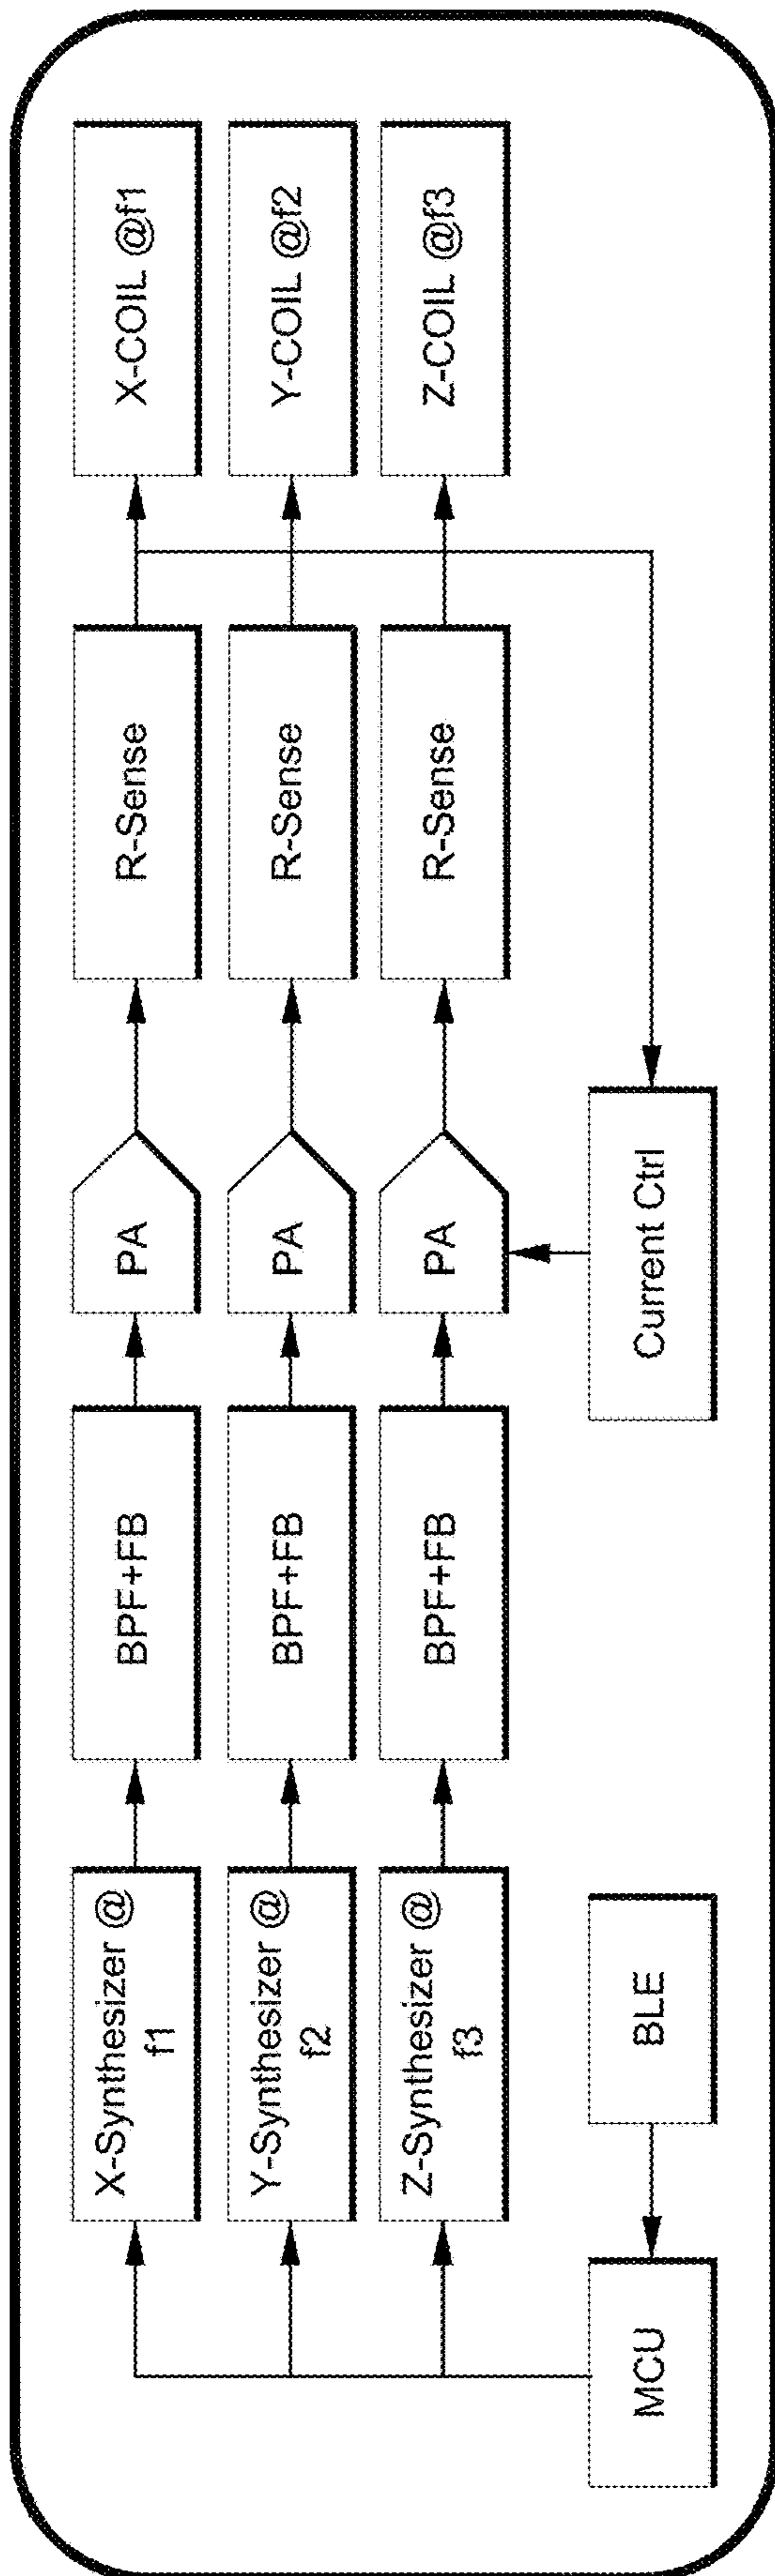 X-Synthesizer @
f1
BPF+FB
PA
R-Sense
X-COIL @f1
Y-Synthesizer @
f2
BPF+FB
PA
R-Sense
Y-COIL @f2
Z-Synthesizer @
f3
BPF+FB
PA
R-Sense
Z-COIL @f3
MCU
BLE
Current Ctrl